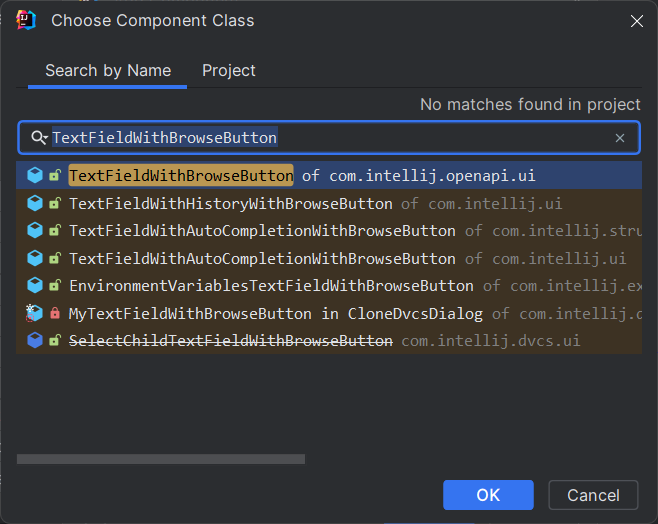 Choose Component Class
Search by Name Project
No matches found in project
TextFieldWithBrowseButton
TextFieldWithBrowseButton of com.intellij.openapi.ui
TextFieldWithHistoryWithBrowseButton of com.intellij.ui
TextFieldWithAutoCompletionWithBrowseButton of com.intellij.stru
TextFieldWithAutoCompletionWithBrowseButton of com.intellij.ui
EnvironmentVariablesTextFieldWithBrowseButton of com.intellij.ex
MyTextFieldWithBrowseButton in CloneDvcsDialog of com.intellij.d
SelectChildTextFieldWithBrowseButton com.intellij.dvcs.ui
OK Cancel